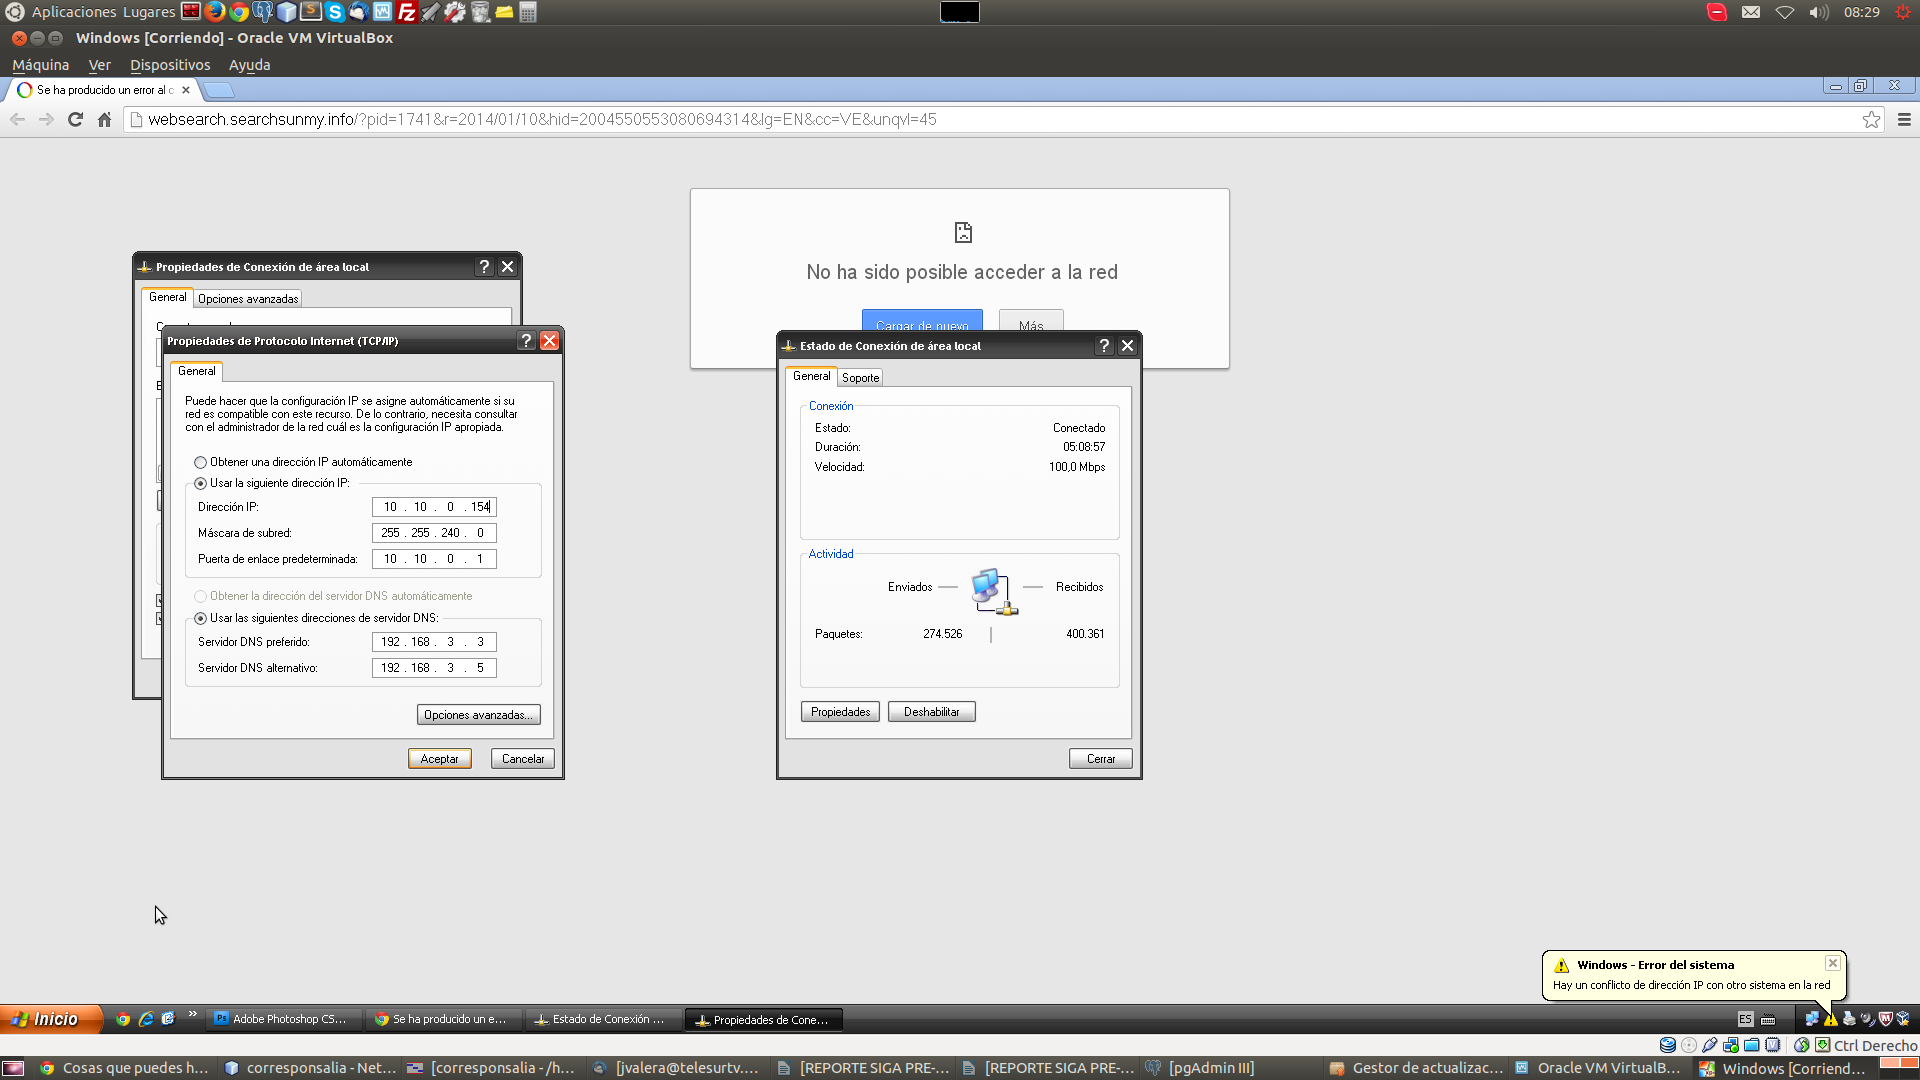 Aplicaciones Lugares
08:29
Windows [Corriendo] - Oracle VM VirtualBox
Máquina Ver Dispositivos Ayuda
Se ha producido un error al c
websearch.searchsunmy.info/?pid=1741&r=2014/01/10&hid=2004550553080694314&lg=EN&cc=VE&unqvl=45
No ha sido posible acceder a la red
Cargar de nuevo Más
Propiedades de Conexión de área local
General Opciones avanzadas
Propiedades de Protocolo Internet (TCP/IP)
General
Puede hacer que la configuración IP se asigne automáticamente si su
red es compatible con este recurso. De lo contrario, necesita consultar
con el administrador de la red cuál es la configuración IP apropiada.
Obtener una dirección IP automáticamente
Usar la siguiente dirección IP:
Dirección IP: 10 . 10 . 0 . 154
Máscara de subred: 255 . 255 . 240 . 0
Puerta de enlace predeterminada: 10 . 10 . 0 . 1
Obtener la dirección del servidor DNS automáticamente
Usar las siguientes direcciones de servidor DNS:
Servidor DNS preferido: 192 . 168 . 3 . 3
Servidor DNS alternativo: 192 . 168 . 3 . 5
Opciones avanzadas...
Aceptar Cancelar
Estado de Conexión de área local
General Soporte
Conexión
Estado: Conectado
Duración: 05:08:57
Velocidad: 100,0 Mbps
Actividad
Enviados — — Recibidos
Paquetes: 274.526 | 400.361
Propiedades Deshabilitar
Cerrar
Windows - Error del sistema
Hay un conflicto de dirección IP con otro sistema en la red
Inicio
» Adobe Photoshop CS... Se ha producido un e... Estado de Conexión ... Propiedades de Cone... ES
Ctrl Derecho
Cosas que puedes h... corresponsalia - Net... [corresponsalia - /h... [jvalera@telesurtv.... [REPORTE SIGA PRE-... [REPORTE SIGA PRE-... [pgAdmin III] Gestor de actualizac... Oracle VM VirtualB... Windows [Corriend...